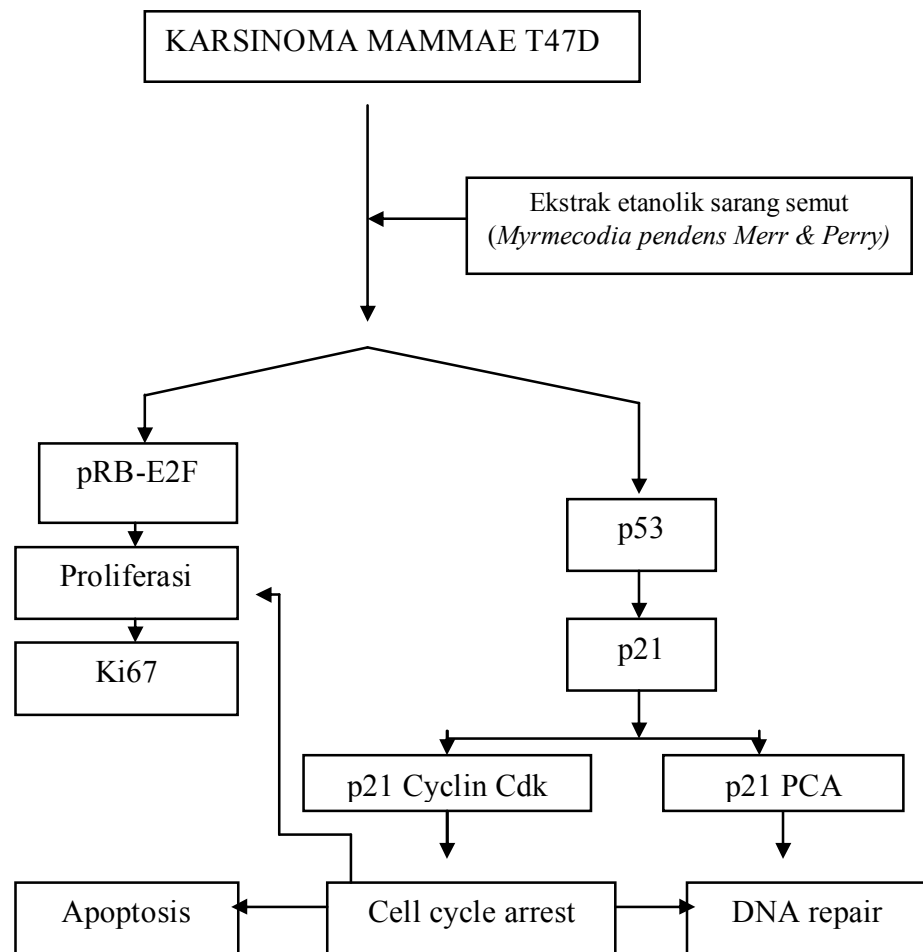 KARSINOMA MAMMAE T47D
Ekstrak etanolik sarang semut
(Myrmecodia pendens Merr & Perry)
pRB-E2F
p53
Proliferasi
p21
Ki67
p21 Cyclin Cdk
p21 PCA
Apoptosis
Cell cycle arrest
DNA repair